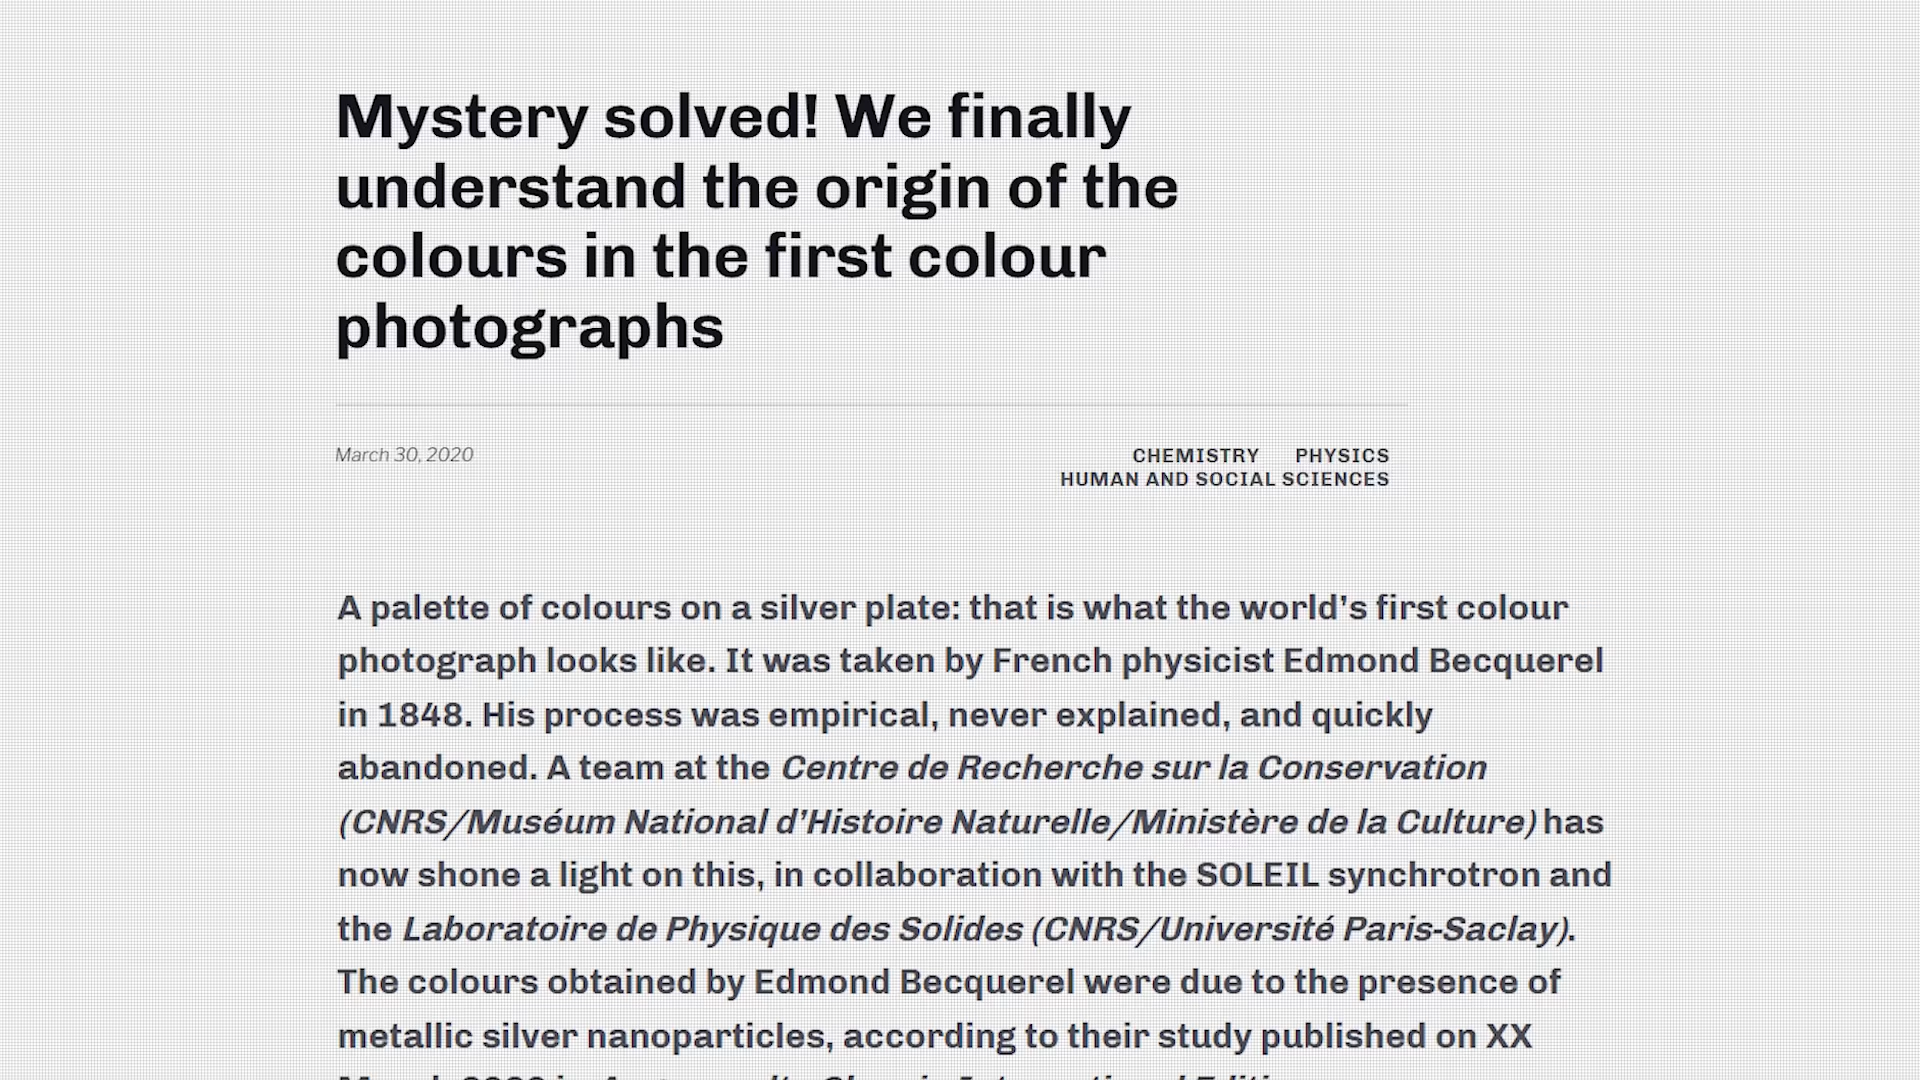 Mystery solved! We finally
understand the origin of the
colours in the first colour
photographs
March 30, 2020
CHEMISTRY PHYSICS
HUMAN AND SOCIAL SCIENCES
A palette of colours on a silver plate: that is what the world’s first colour
photograph looks like. It was taken by French physicist Edmond Becquerel
in 1848. His process was empirical, never explained, and quickly
abandoned. A team at the Centre de Recherche sur la Conservation
(CNRS/Muséum National d’Histoire Naturelle/Ministère de la Culture) has
now shone a light on this, in collaboration with the SOLEIL synchrotron and
the Laboratoire de Physique des Solides (CNRS/Université Paris-Saclay).
The colours obtained by Edmond Becquerel were due to the presence of
metallic silver nanoparticles, according to their study published on XX